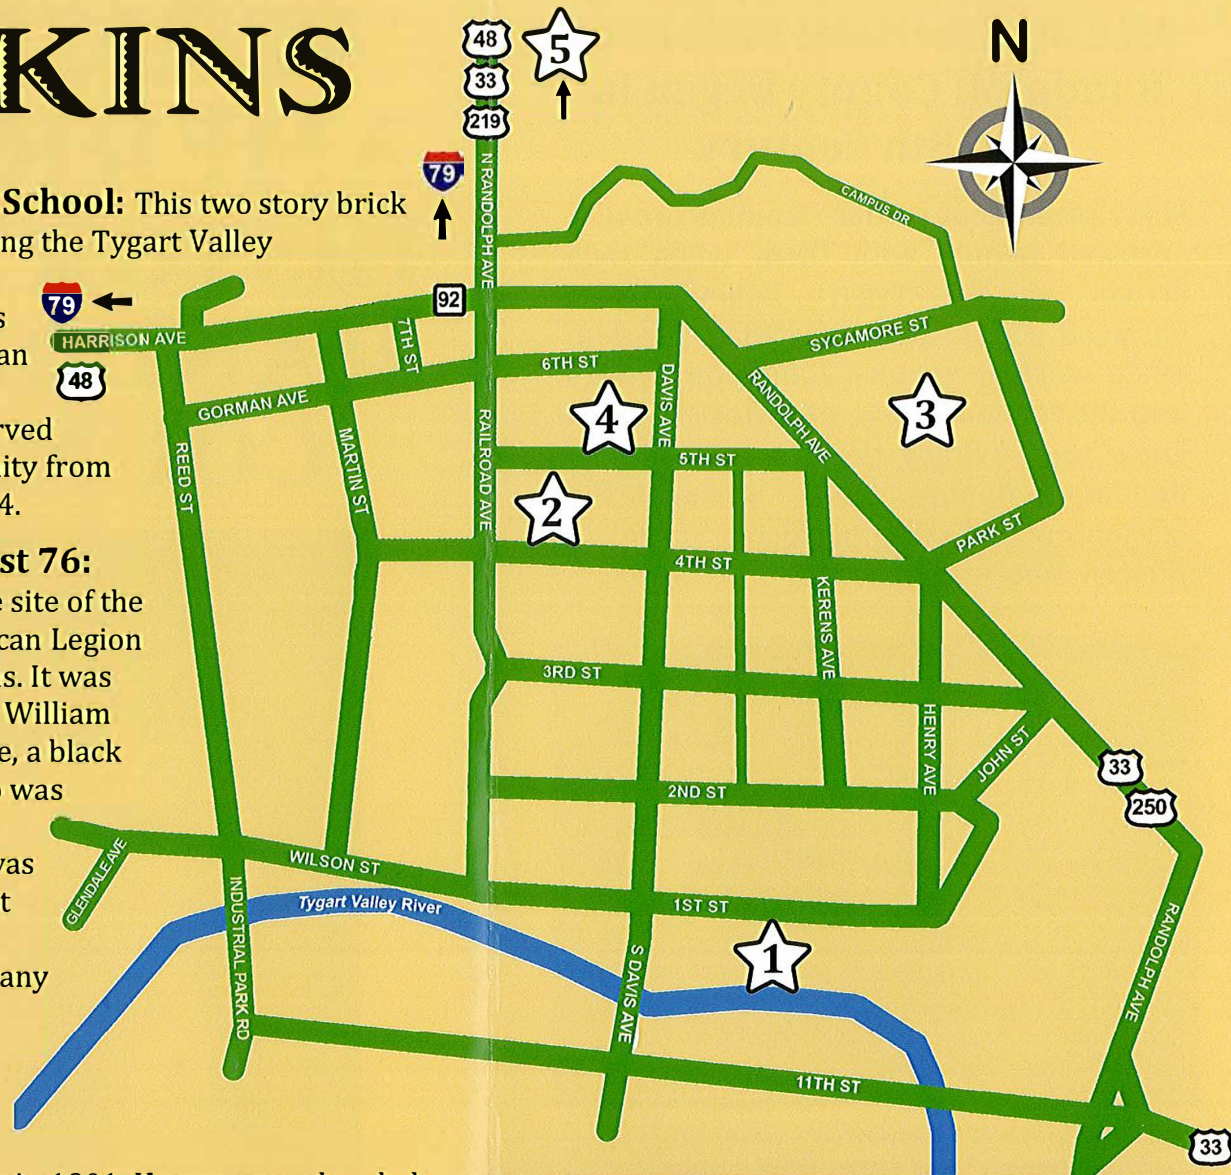 KINS
School: This two story brick
ng the Tygart Valley
s
an
rved
ity from
4.
st 76:
e site of the
can Legion
s. It was
William
e, a black
o was
vas
t
any
48
33
219
5
N
79
N RANDOLPH AVE
CAMPUS DR
79
HARRISON AVE
48
92
7TH ST
6TH ST
SYCAMORE ST
GORMAN AVE
DAVIS AVE
RANDOLPH AVE
3
4
REED ST
MARTIN ST
RAILROAD AVE
5TH ST
2
PARK ST
4TH ST
KERENS AVE
3RD ST
HENRY AVE
JOHN ST
33
250
2ND ST
GLENDALE AVE
WILSON ST
Tygart Valley River
1ST ST
1
INDUSTRIAL PARK RD
S DAVIS AVE
RANDOLPH AVE
11TH ST
33